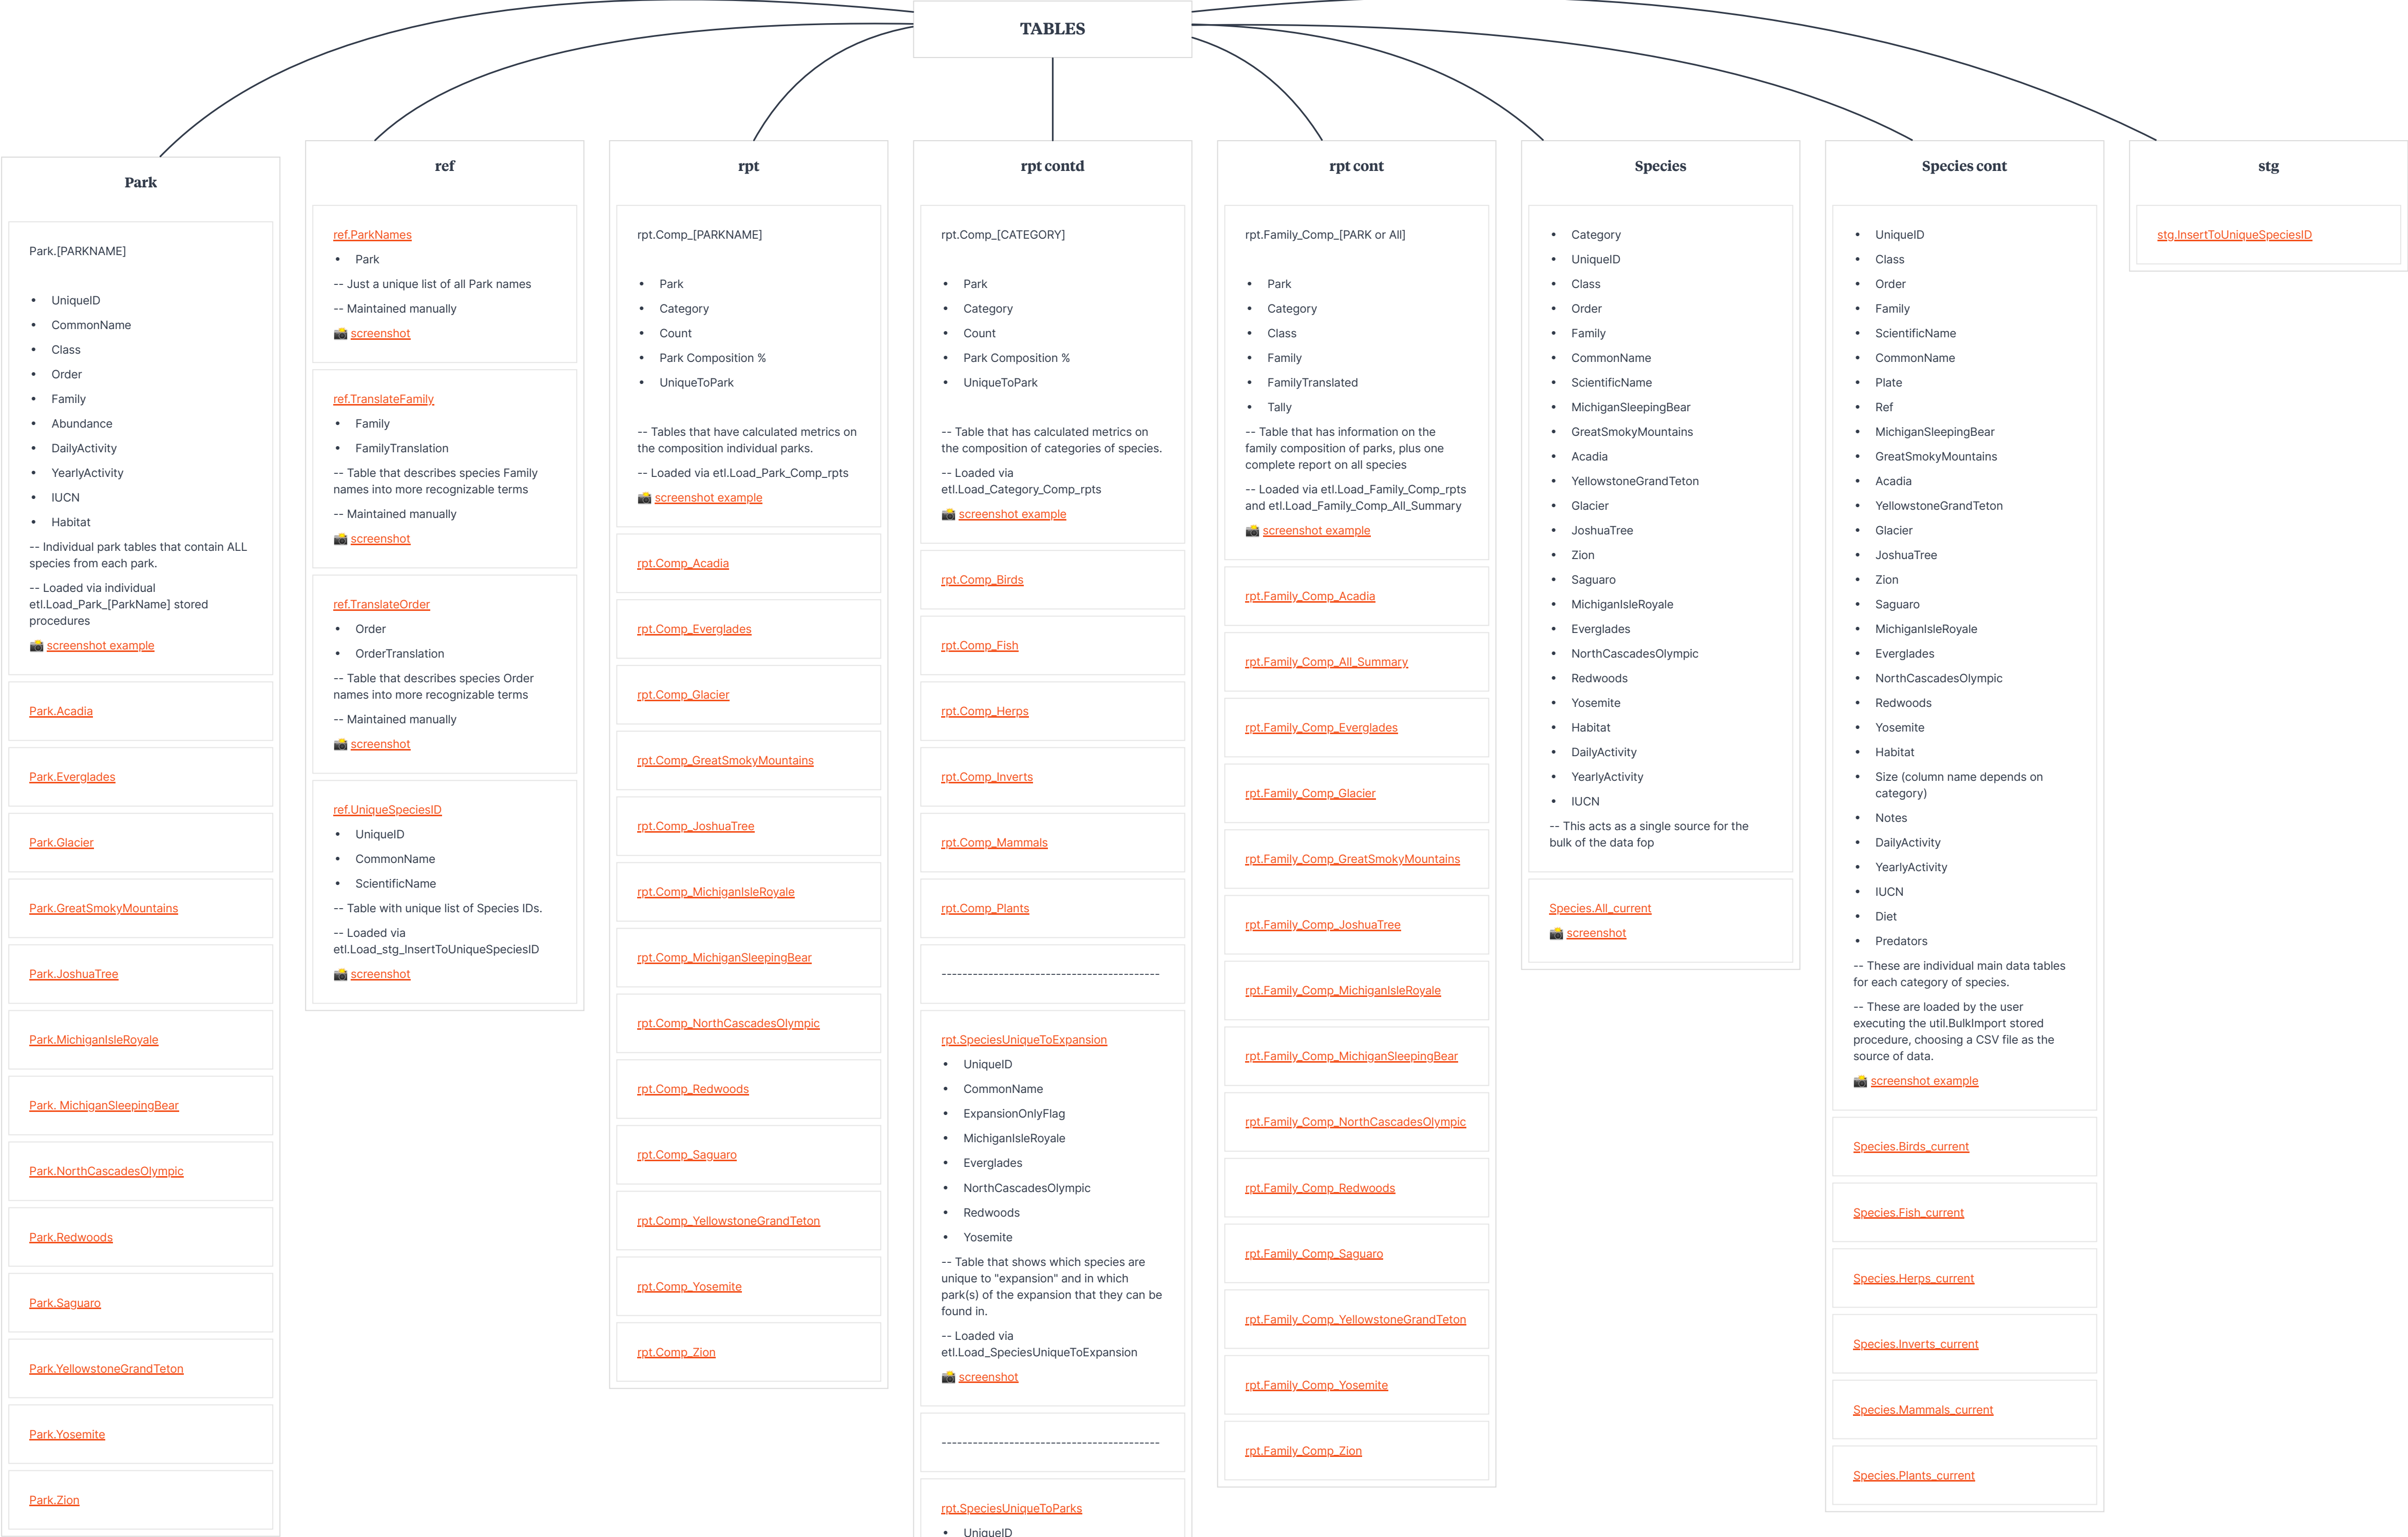 TABLES
Park
Park.[PARKNAME]
• UniqueID
• CommonName
• Class
• Order
• Family
• Abundance
• DailyActivity
• YearlyActivity
• IUCN
• Habitat
-- Individual park tables that contain ALL
species from each park.
-- Loaded via individual
etl.Load_Park_[ParkName] stored
procedures
📸 screenshot example
Park.Acadia
Park.Everglades
Park.Glacier
Park.GreatSmokyMountains
Park.JoshuaTree
Park.MichiganIsleRoyale
Park. MichiganSleepingBear
Park.NorthCascadesOlympic
Park.Redwoods
Park.Saguaro
Park.YellowstoneGrandTeton
Park.Yosemite
Park.Zion
ref
ref.ParkNames
• Park
-- Just a unique list of all Park names
-- Maintained manually
📸 screenshot
ref.TranslateFamily
• Family
• FamilyTranslation
-- Table that describes species Family
names into more recognizable terms
-- Maintained manually
📸 screenshot
ref.TranslateOrder
• Order
• OrderTranslation
-- Table that describes species Order
names into more recognizable terms
-- Maintained manually
📸 screenshot
ref.UniqueSpeciesID
• UniqueID
• CommonName
• ScientificName
-- Table with unique list of Species IDs.
-- Loaded via
etl.Load_stg_InsertToUniqueSpeciesID
📸 screenshot
rpt
rpt.Comp_[PARKNAME]
• Park
• Category
• Count
• Park Composition %
• UniqueToPark
-- Tables that have calculated metrics on
the composition individual parks.
-- Loaded via etl.Load_Park_Comp_rpts
📸 screenshot example
rpt.Comp_Acadia
rpt.Comp_Everglades
rpt.Comp_Glacier
rpt.Comp_GreatSmokyMountains
rpt.Comp_JoshuaTree
rpt.Comp_MichiganIsleRoyale
rpt.Comp_MichiganSleepingBear
rpt.Comp_NorthCascadesOlympic
rpt.Comp_Redwoods
rpt.Comp_Saguaro
rpt.Comp_YellowstoneGrandTeton
rpt.Comp_Yosemite
rpt.Comp_Zion
rpt contd
rpt.Comp_[CATEGORY]
• Park
• Category
• Count
• Park Composition %
• UniqueToPark
-- Table that has calculated metrics on
the composition of categories of species.
-- Loaded via
etl.Load_Category_Comp_rpts
📸 screenshot example
rpt.Comp_Birds
rpt.Comp_Fish
rpt.Comp_Herps
rpt.Comp_Inverts
rpt.Comp_Mammals
rpt.Comp_Plants
------------------------------------------
rpt.SpeciesUniqueToExpansion
• UniqueID
• CommonName
• ExpansionOnlyFlag
• MichiganIsleRoyale
• Everglades
• NorthCascadesOlympic
• Redwoods
• Yosemite
-- Table that shows which species are
unique to "expansion" and in which
park(s) of the expansion that they can be
found in.
-- Loaded via
etl.Load_SpeciesUniqueToExpansion
📸 screenshot
------------------------------------------
rpt.SpeciesUniqueToParks
• UniqueID
rpt cont
rpt.Family_Comp_[PARK or All]
• Park
• Category
• Class
• Family
• FamilyTranslated
• Tally
-- Table that has information on the
family composition of parks, plus one
complete report on all species
-- Loaded via etl.Load_Family_Comp_rpts
and etl.Load_Family_Comp_All_Summary
📸 screenshot example
rpt.Family_Comp_Acadia
rpt.Family_Comp_All_Summary
rpt.Family_Comp_Everglades
rpt.Family_Comp_Glacier
rpt.Family_Comp_GreatSmokyMountains
rpt.Family_Comp_JoshuaTree
rpt.Family_Comp_MichiganIsleRoyale
rpt.Family_Comp_MichiganSleepingBear
rpt.Family_Comp_NorthCascadesOlympic
rpt.Family_Comp_Redwoods
rpt.Family_Comp_Saguaro
rpt.Family_Comp_YellowstoneGrandTeton
rpt.Family_Comp_Yosemite
rpt.Family_Comp_Zion
Species
• Category
• UniqueID
• Class
• Order
• Family
• CommonName
• ScientificName
• MichiganSleepingBear
• GreatSmokyMountains
• Acadia
• YellowstoneGrandTeton
• Glacier
• JoshuaTree
• Zion
• Saguaro
• MichiganIsleRoyale
• Everglades
• NorthCascadesOlympic
• Redwoods
• Yosemite
• Habitat
• DailyActivity
• YearlyActivity
• IUCN
-- This acts as a single source for the
bulk of the data fop
Species.All_current
📸 screenshot
Species cont
• UniqueID
• Class
• Order
• Family
• ScientificName
• CommonName
• Plate
• Ref
• MichiganSleepingBear
• GreatSmokyMountains
• Acadia
• YellowstoneGrandTeton
• Glacier
• JoshuaTree
• Zion
• Saguaro
• MichiganIsleRoyale
• Everglades
• NorthCascadesOlympic
• Redwoods
• Yosemite
• Habitat
• Size (column name depends on
category)
• Notes
• DailyActivity
• YearlyActivity
• IUCN
• Diet
• Predators
-- These are individual main data tables
for each category of species.
-- These are loaded by the user
executing the util.BulkImport stored
procedure, choosing a CSV file as the
source of data.
📸 screenshot example
Species.Birds_current
Species.Fish_current
Species.Herps_current
Species.Inverts_current
Species.Mammals_current
Species.Plants_current
stg
stg.InsertToUniqueSpeciesID